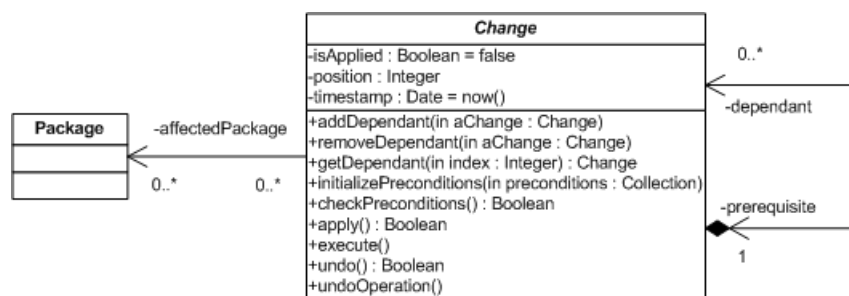 Change
-isApplied : Boolean = false
-position : Integer
-timestamp : Date = now()
+addDependant(in aChange : Change)
+removeDependant(in aChange : Change)
+getDependant(in index : Integer) : Change
+initializePreconditions(in preconditions : Collection)
+checkPreconditions() : Boolean
+apply() : Boolean
+execute()
+undo() : Boolean
+undoOperation()
Package
-affectedPackage
0..*
0..*
0..*
-dependant
-prerequisite
1